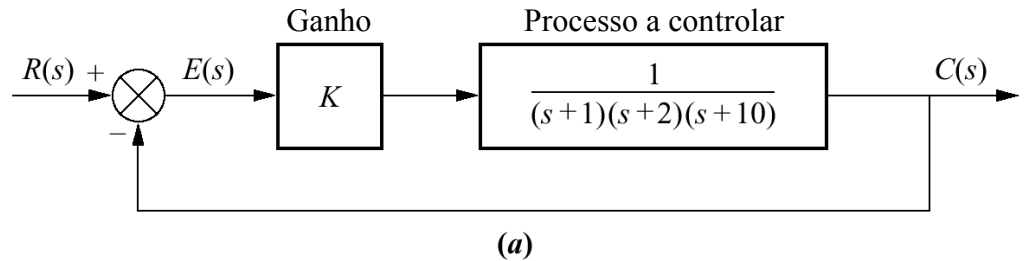 Ganho Processo a controlar
R(s) + E(s) K 1 C(s)
(s+1)(s+2)(s+10)
−
(a)